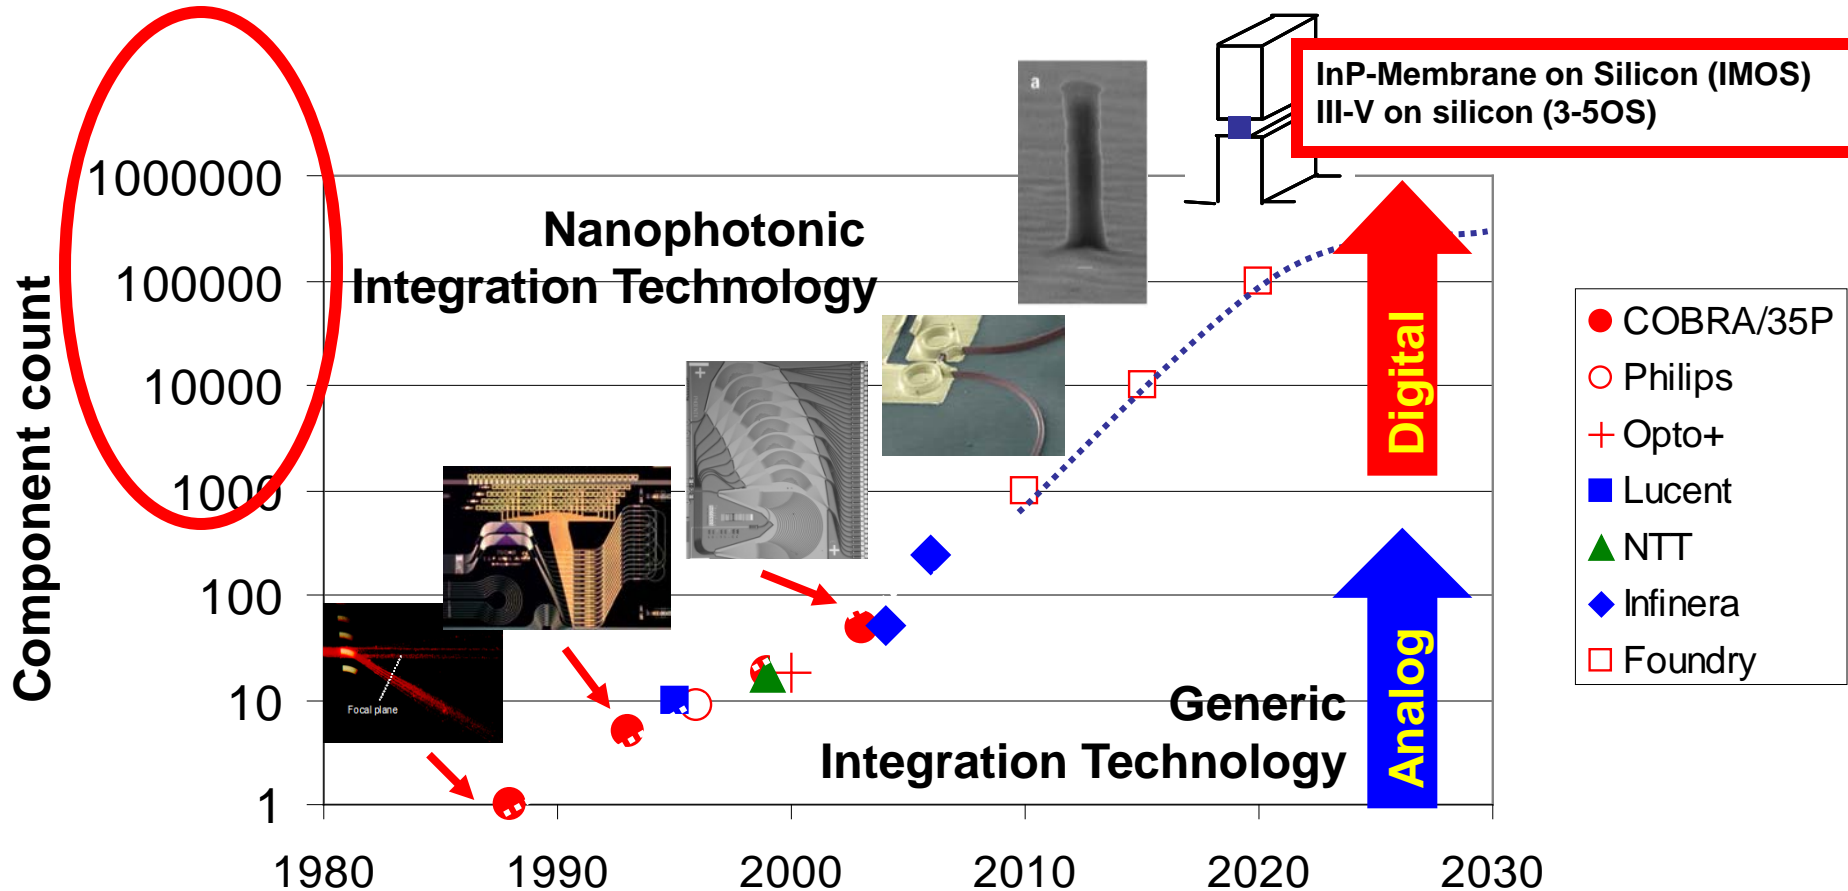 InP-Membrane on Silicon (IMOS)
III-V on silicon (3-5OS)
a
Component count
1000000
100000
10000
1000
100
10
1
Nanophotonic
Integration Technology
Focal plane
Generic
Integration Technology
Digital
Analog
COBRA/35P
Philips
Opto+
Lucent
NTT
Infinera
Foundry
1980
1990
2000
2010
2020
2030